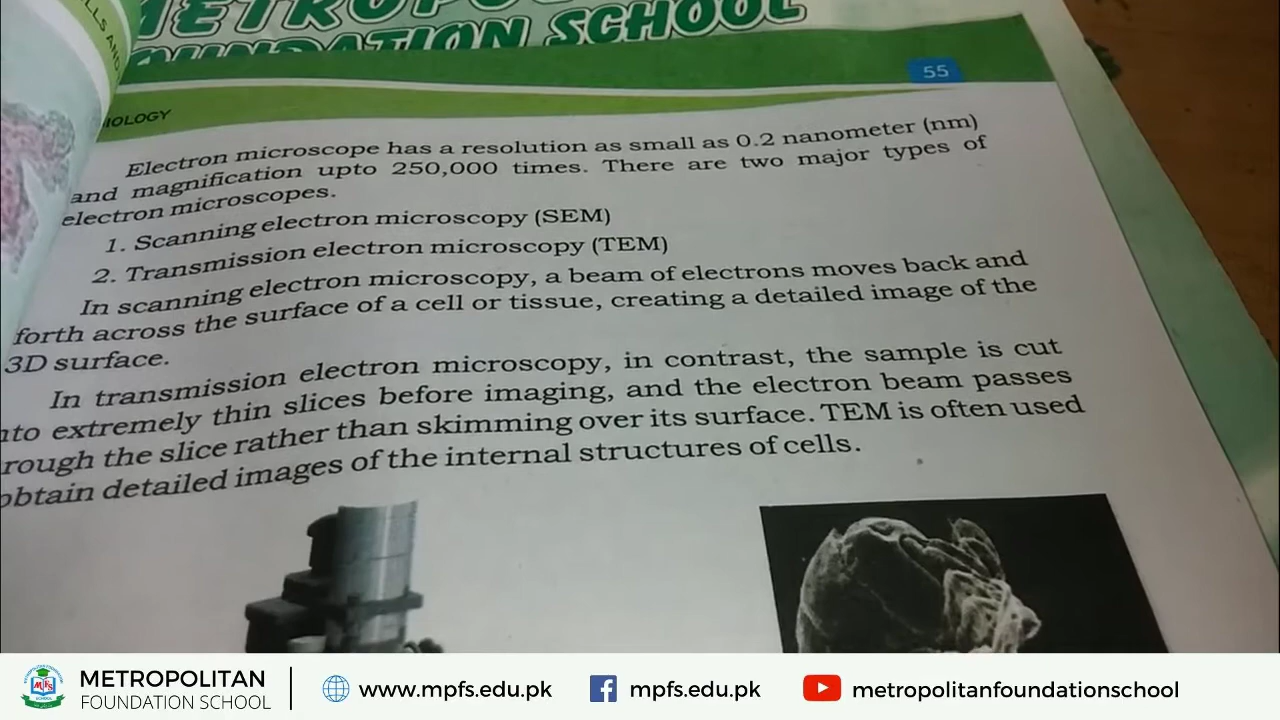 LLS AND
METROPO
FOUNDATION SCHOOL
55
BIOLOGY
Electron microscope has a resolution as small as 0.2 nanometer (nm)
and magnification upto 250,000 times. There are two major types of
electron microscopes.
1. Scanning electron microscopy (SEM)
2. Transmission electron microscopy (TEM)
In scanning electron microscopy, a beam of electrons moves back and
forth across the surface of a cell or tissue, creating a detailed image of the
3D surface.
In transmission electron microscopy, in contrast, the sample is cut
nto extremely thin slices before imaging, and the electron beam passes
rough the slice rather than skimming over its surface. TEM is often used
obtain detailed images of the internal structures of cells.
METROPOLITAN
FOUNDATION SCHOOL
www.mpfs.edu.pk
mpfs.edu.pk
metropolitanfoundationschool